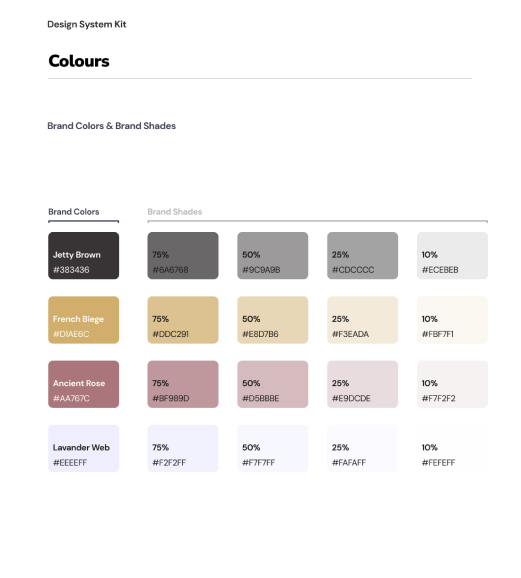 Design System Kit
Colours
Brand Colors & Brand Shades
Brand Colors
Brand Shades
Jetty Brown
#383436
75%
#6A6768
50%
#9C9A9B
25%
#CDCCCC
10%
#ECEBEB
French Biege
#D1AE6C
75%
#DDC291
50%
#E8D7B6
25%
#F3EADA
10%
#FBF7F1
Ancient Rose
#AA767C
75%
#BF989D
50%
#D5BBBE
25%
#E9DCDE
10%
#F7F2F2
Lavander Web
#EEEEFF
75%
#F2F2FF
50%
#F7F7FF
25%
#FAFAFF
10%
#FEFEFF